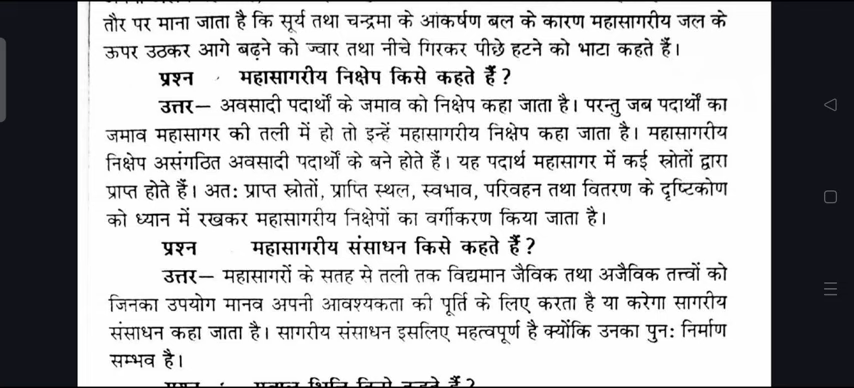 तौर पर माना जाता है कि सूर्य तथा चन्द्रमा के आंकर्षण बल के कारण महासागरीय जल के
ऊपर उठकर आगे बढ़ने को ज्वार तथा नीचे गिरकर पीछे हटने को भाटा कहते हैं।
प्रश्न महासागरीय निक्षेप किसे कहते हैं?
उत्तर— अवसादी पदार्थों के जमाव को निक्षेप कहा जाता है। परन्तु जब पदार्थों का
जमाव महासागर की तली में हो तो इन्हें महासागरीय निक्षेप कहा जाता है। महासागरीय
निक्षेप असंगठित अवसादी पदार्थों के बने होते हैं। यह पदार्थ महासागर में कई स्रोतों द्वारा
प्राप्त होते हैं। अत: प्राप्त स्रोतों, प्राप्ति स्थल, स्वभाव, परिवहन तथा वितरण के दृष्टिकोण
को ध्यान में रखकर महासागरीय निक्षेपों का वर्गीकरण किया जाता है।
प्रश्न महासागरीय संसाधन किसे कहते हैं?
उत्तर— महासागरों के सतह से तली तक विद्यमान जैविक तथा अजैविक तत्त्वों को
जिनका उपयोग मानव अपनी आवश्यकता की पूर्ति के लिए करता है या करेगा सागरीय
संसाधन कहा जाता है। सागरीय संसाधन इसलिए महत्वपूर्ण है क्योंकि उनका पुन: निर्माण
सम्भव है।